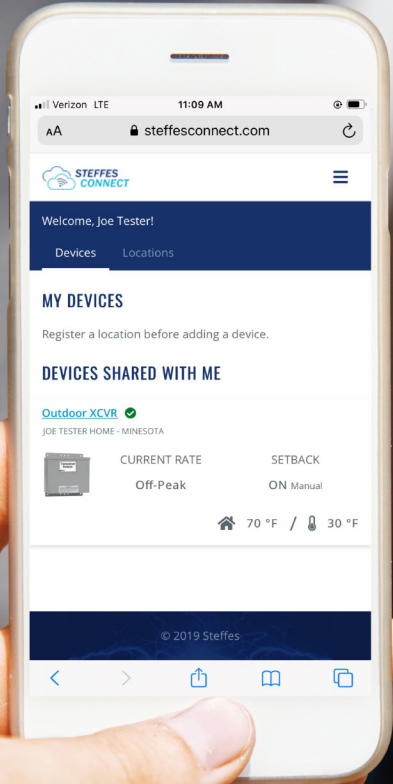 Verizon LTE 11:09 AM
AA steffesconnect.com
STEFFES
CONNECT
Welcome, Joe Tester!
Devices Locations
MY DEVICES
Register a location before adding a device.
DEVICES SHARED WITH ME
Outdoor XCVR
JOE TESTER HOME - MINESOTA
CURRENT RATE SETBACK
Off-Peak ON Manual
70 °F / 30 °F
© 2019 Steffes